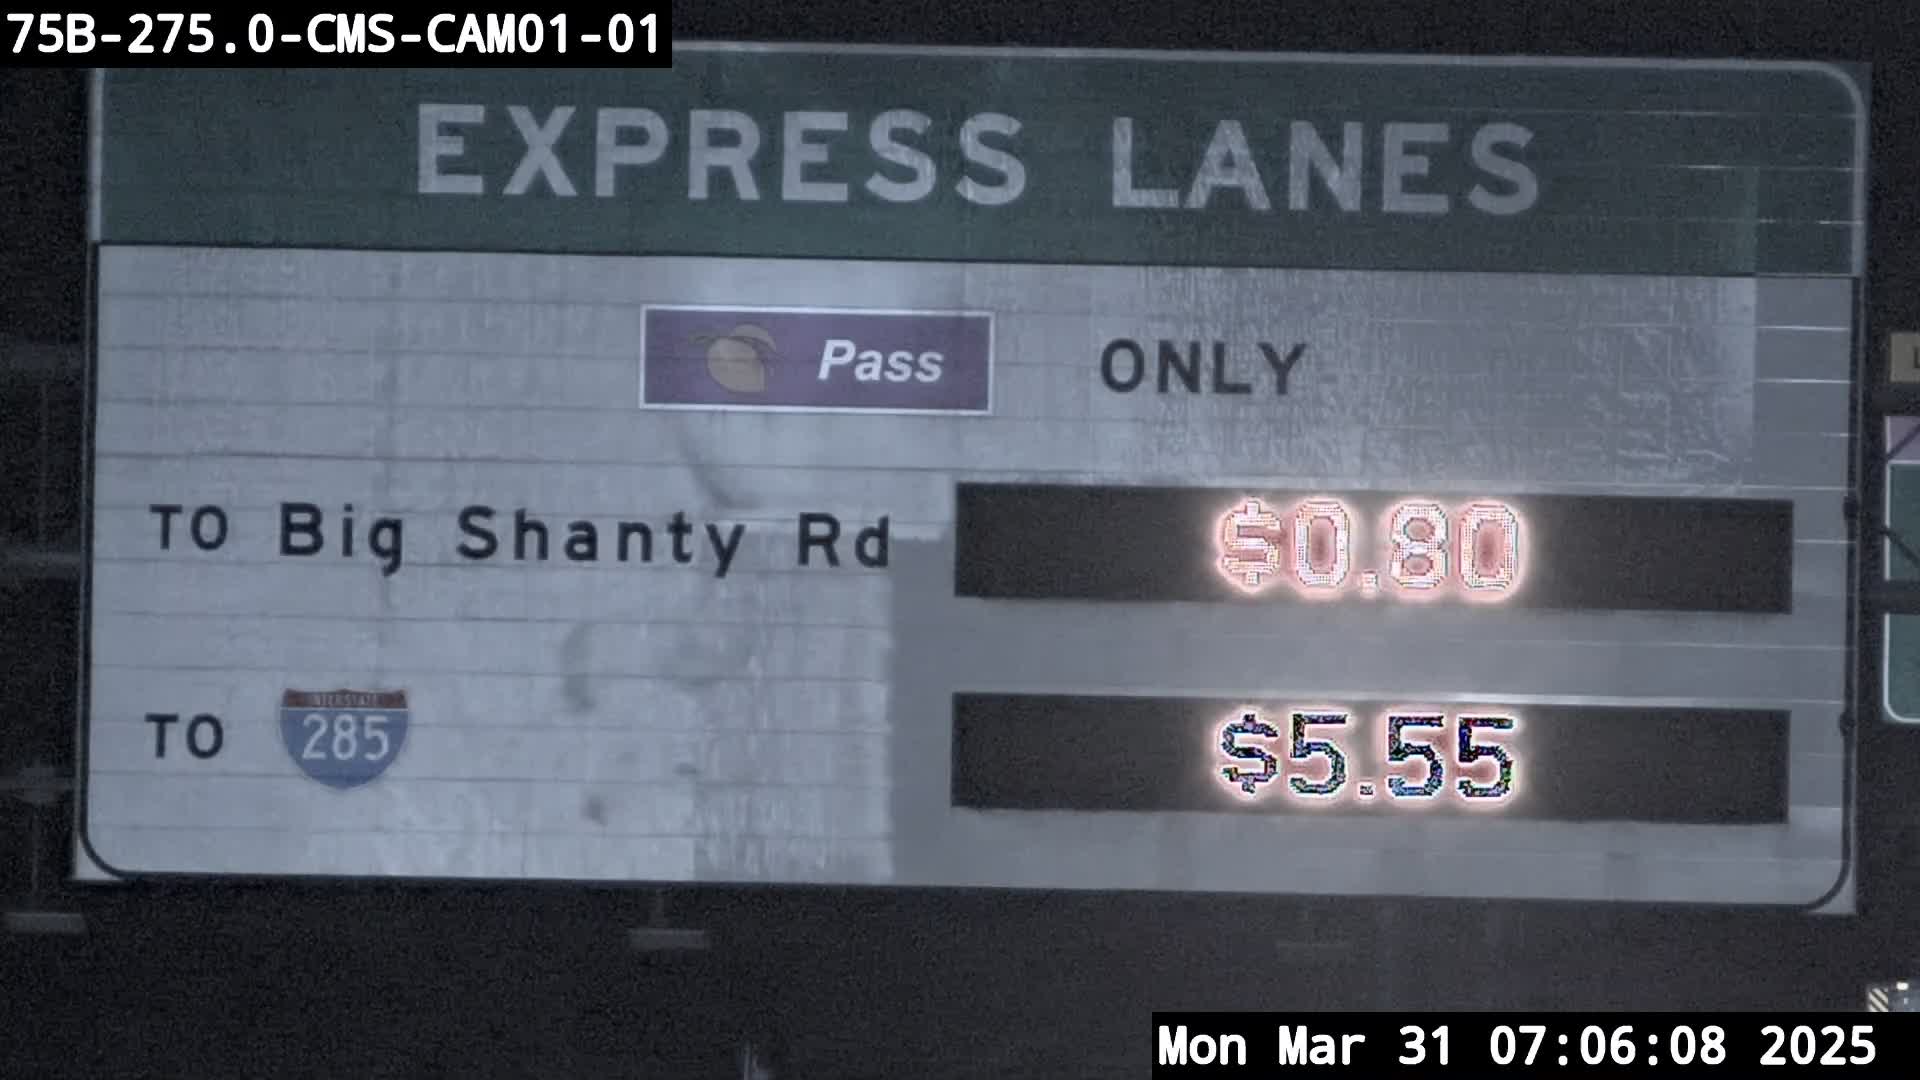 75B-275.0-CMS-CAM01-01
EXPRESS LANES
Pass ONLY
TO Big Shanty Rd $0.80
INTERSTATE
TO 285 $5.55
Mon Mar 31 07:06:08 2025